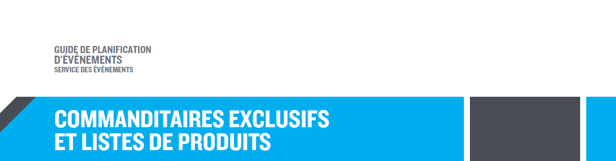 GUIDE DE PLANIFICATION
D'ÉVÉNEMENTS
SERVICE DES ÉVÉNEMENTS
COMMANDITAIRES EXCLUSIFS
ET LISTES DE PRODUITS